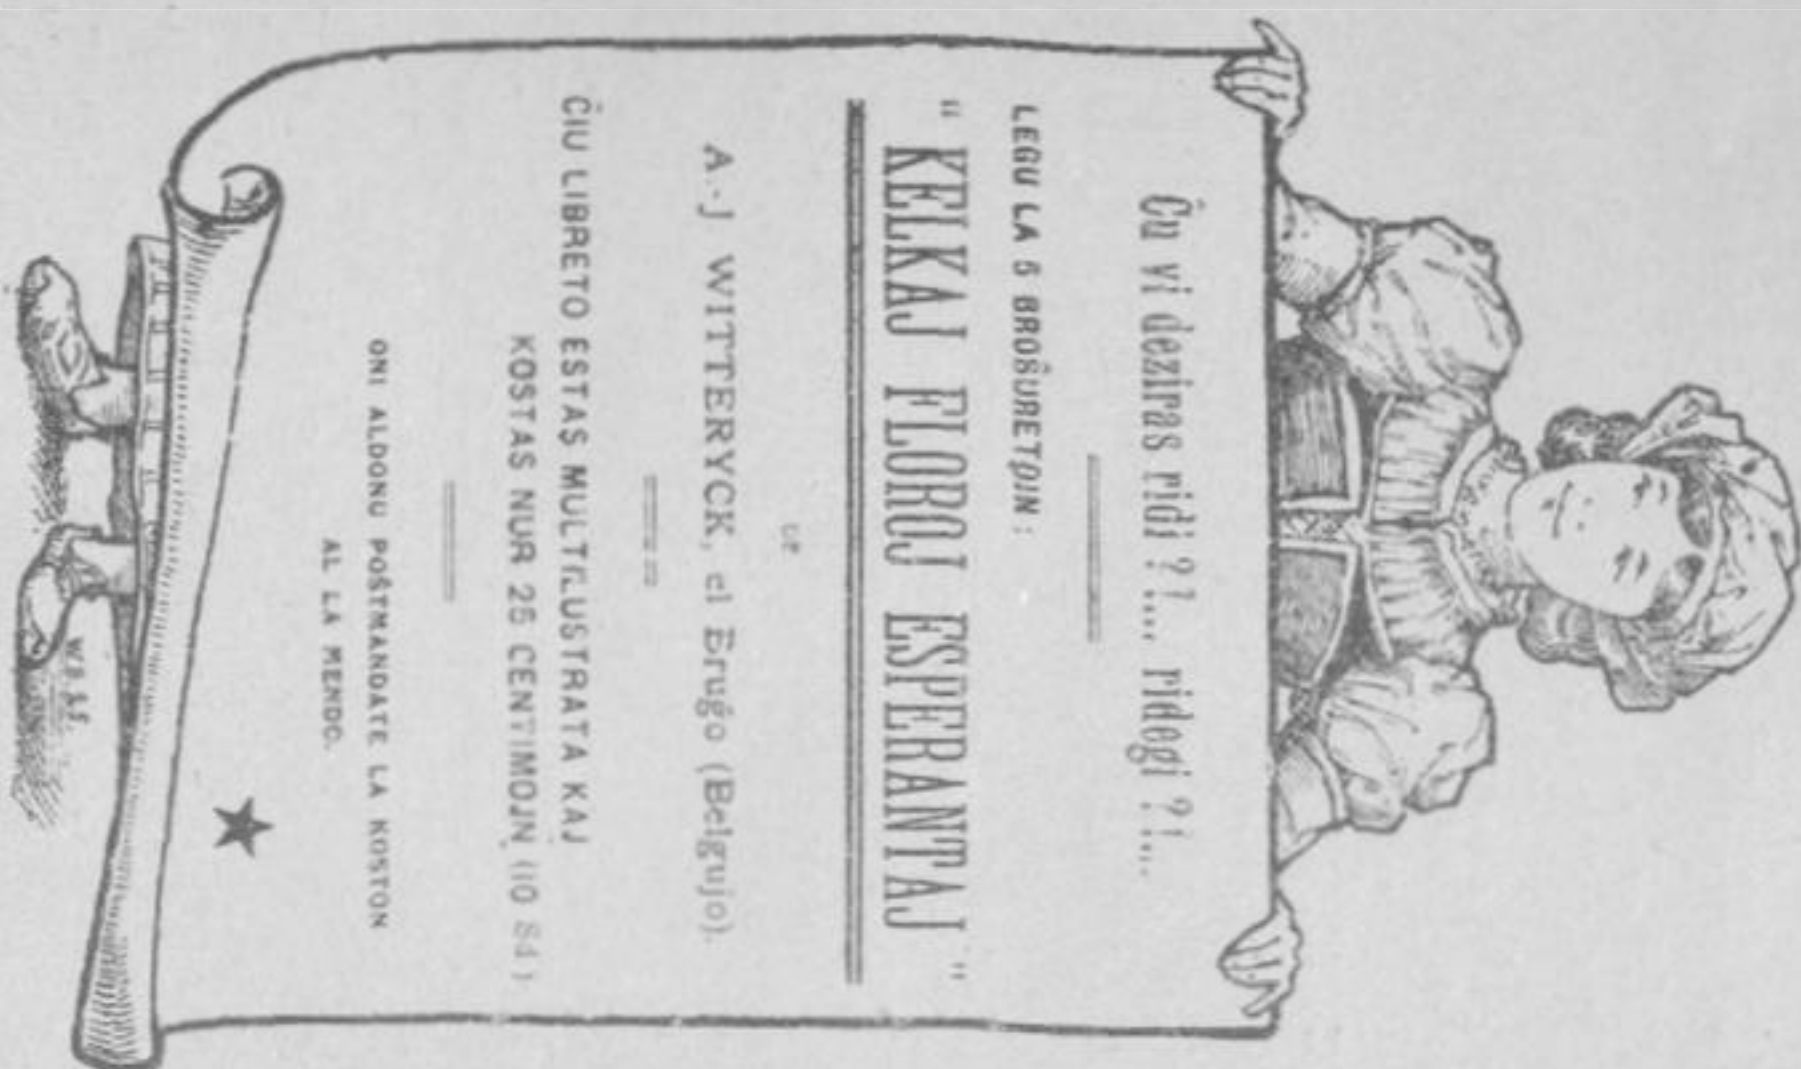 Ĉu vi deziras ridi ?!... ridegi ?!...
LEGU LA 5 BROŜURETOJN :
“ KELKAJ FLOROJ ESPERANTAJ ”
DE
A.-J WITTERYCK, el Bruĝo (Belgujo).
ĈIU LIBRETO ESTAS MULTILUSTRATA KAJ
KOSTAS NUR 25 CENTIMOJN (10 Sd)
ONI ALDONU POŜTMANDATE LA KOSTON
AL LA MENDO.